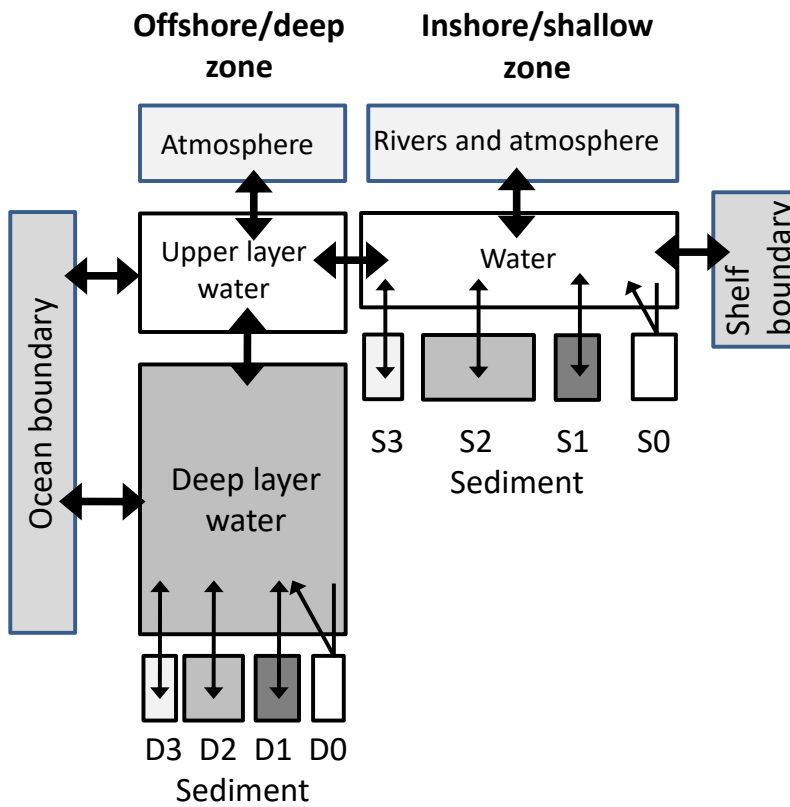 Offshore/deep
zone
Inshore/shallow
zone
Atmosphere
Rivers and atmosphere
Ocean boundary
Upper layer
water
Water
Shelf
boundary
Deep layer
water
S3 S2 S1 S0
Sediment
D3 D2 D1 D0
Sediment